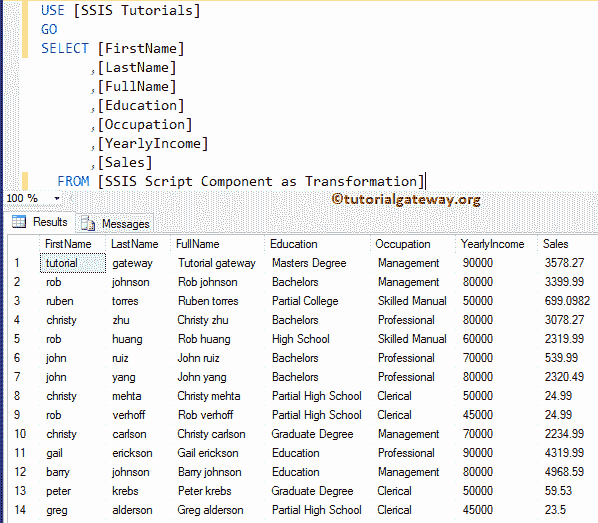 USE [SSIS Tutorials]
GO
SELECT [FirstName]
,[LastName]
,[FullName]
,[Education]
,[Occupation]
,[YearlyIncome]
,[Sales]
FROM [SSIS Script Component as Transformation]
100 %
©tutorialgateway.org
Results Messages
FirstName LastName FullName Education Occupation YearlyIncome Sales
1 tutorial gateway Tutorial gateway Masters Degree Management 90000 3578.27
2 rob johnson Rob johnson Bachelors Management 80000 3399.99
3 ruben torres Ruben torres Partial College Skilled Manual 50000 699.0982
4 christy zhu Christy zhu Bachelors Professional 80000 3078.27
5 rob huang Rob huang High School Skilled Manual 60000 2319.99
6 john ruiz John ruiz Bachelors Professional 70000 539.99
7 john yang John yang Bachelors Professional 80000 2320.49
8 christy mehta Christy mehta Partial High School Clerical 50000 24.99
9 rob verhoff Rob verhoff Partial High School Clerical 45000 24.99
10 christy carlson Christy carlson Graduate Degree Management 70000 2234.99
11 gail erickson Gail erickson Education Professional 90000 4319.99
12 barry johnson Barry johnson Education Management 80000 4968.59
13 peter krebs Peter krebs Graduate Degree Clerical 50000 59.53
14 greg alderson Greg alderson Partial High School Clerical 45000 23.5